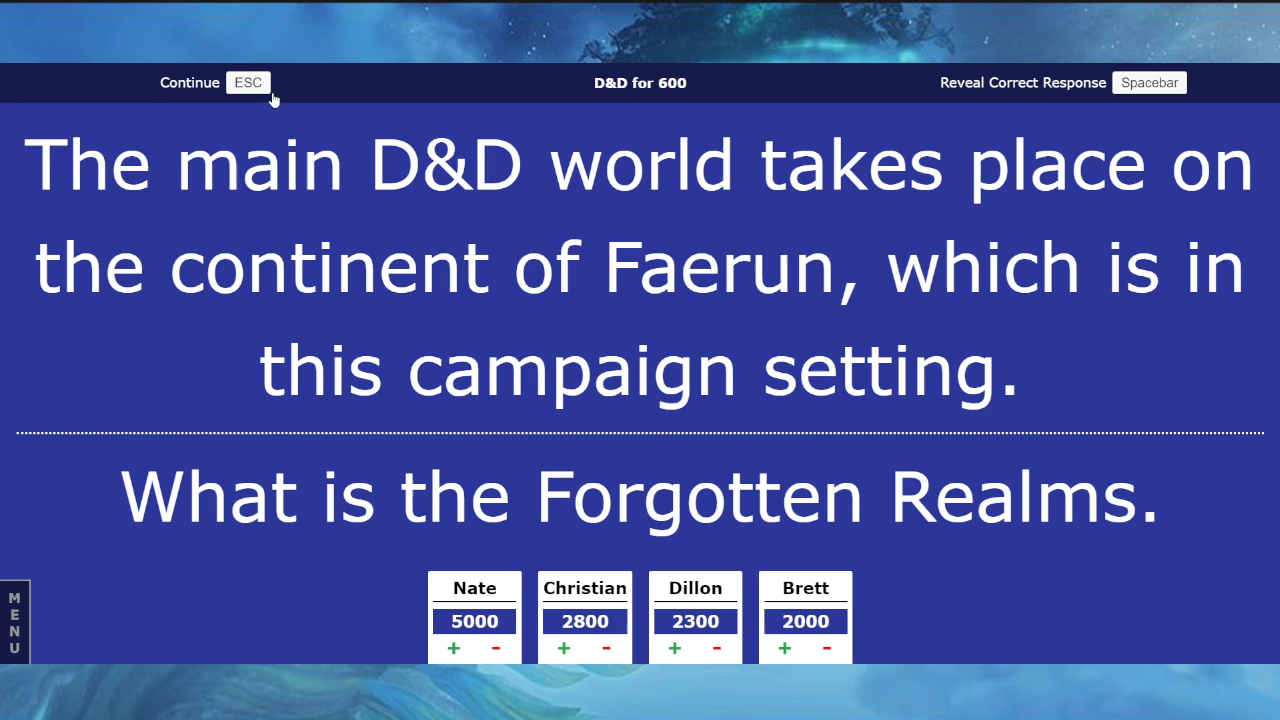 Continue ESC
D&D for 600
Reveal Correct Response Spacebar
The main D&D world takes place on
the continent of Faerun, which is in
this campaign setting.
What is the Forgotten Realms.
MENU
Nate Christian Dillon Brett
5000 2800 2300 2000
+ - + - + - + -